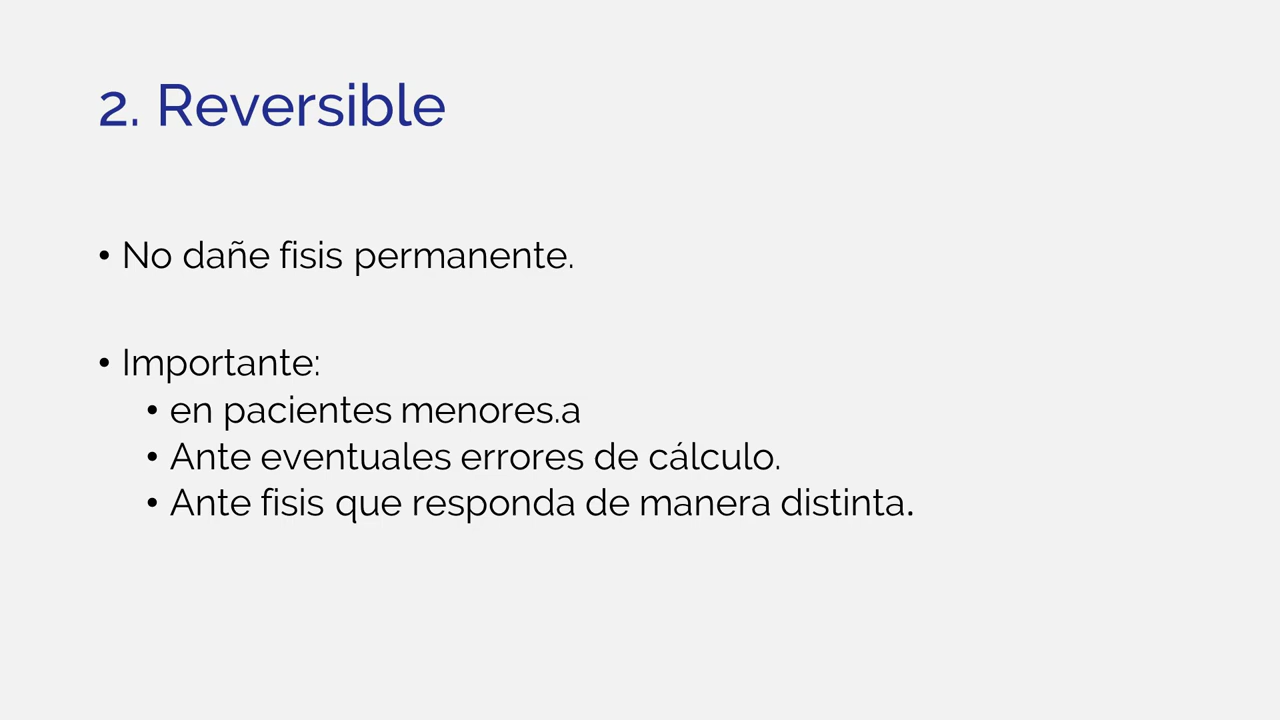 2. Reversible
• No dañe fisis permanente.
• Importante:
• en pacientes menores.a
• Ante eventuales errores de cálculo.
• Ante fisis que responda de manera distinta.